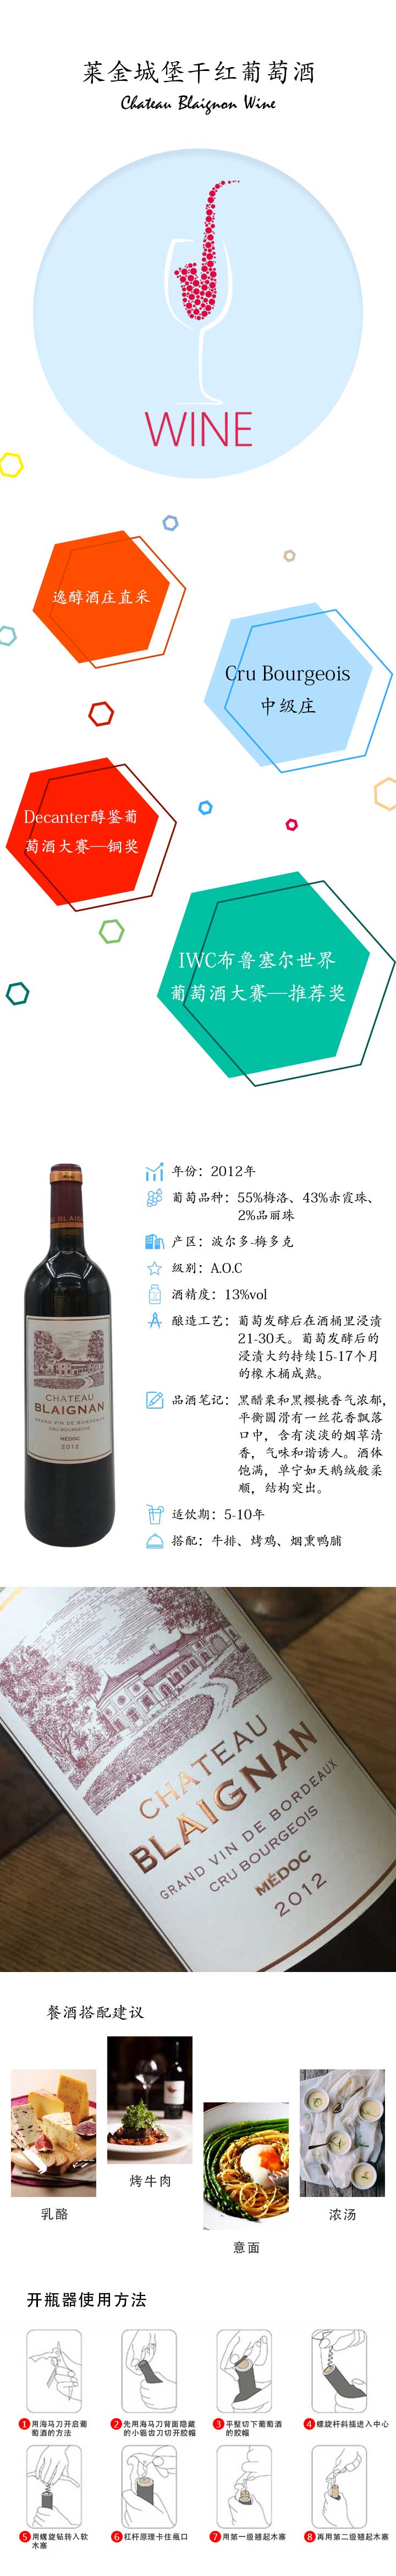 莱金城堡干红葡萄酒
Chateau Blaignon Wine
WINE
逸醇酒庄直采
Cru Bourgeois
中级庄
Decanter醇鉴葡
萄酒大赛—铜奖
IWC布鲁塞尔世界
葡萄酒大赛—推荐奖
年份：2012年
葡萄品种：55%梅洛、43%赤霞珠、
2%品丽珠
产区：波尔多-梅多克
级别：A.O.C
酒精度：13%vol
酿造工艺：葡萄发酵后在酒桶里浸渍
21-30天。葡萄发酵后的
浸渍大约持续15-17个月
的橡木桶成熟。
品酒笔记：黑醋栗和黑樱桃香气浓郁，
平衡圆滑有一丝花香飘落
口中，含有淡淡的烟草清
香，气味和谐诱人。酒体
饱满，单宁如天鹅绒般柔
顺，结构突出。
适饮期：5-10年
搭配：牛排、烤鸡、烟熏鸭脯
CHATEAU
BLAIGNAN
GRAND VIN DE BORDEAUX
CRU BOURGEOIS
MÉDOC
2012
CHATEAU
BLAIGNAN
GRAND VIN DE BORDEAUX
CRU BOURGEOIS
MÉDOC
2012
餐酒搭配建议
乳酪
烤牛肉
意面
浓汤
开瓶器使用方法
1 用海马刀开启葡
萄酒的方法
2 先用海马刀背面隐藏
的小锯齿刀切开胶帽
3 平整切下葡萄酒
的胶帽
4 螺旋杆斜插进入中心
5 用螺旋钻转入软
木塞
6 杠杆原理卡住瓶口
7 用第一级翘起木塞
8 再用第二级翘起木塞